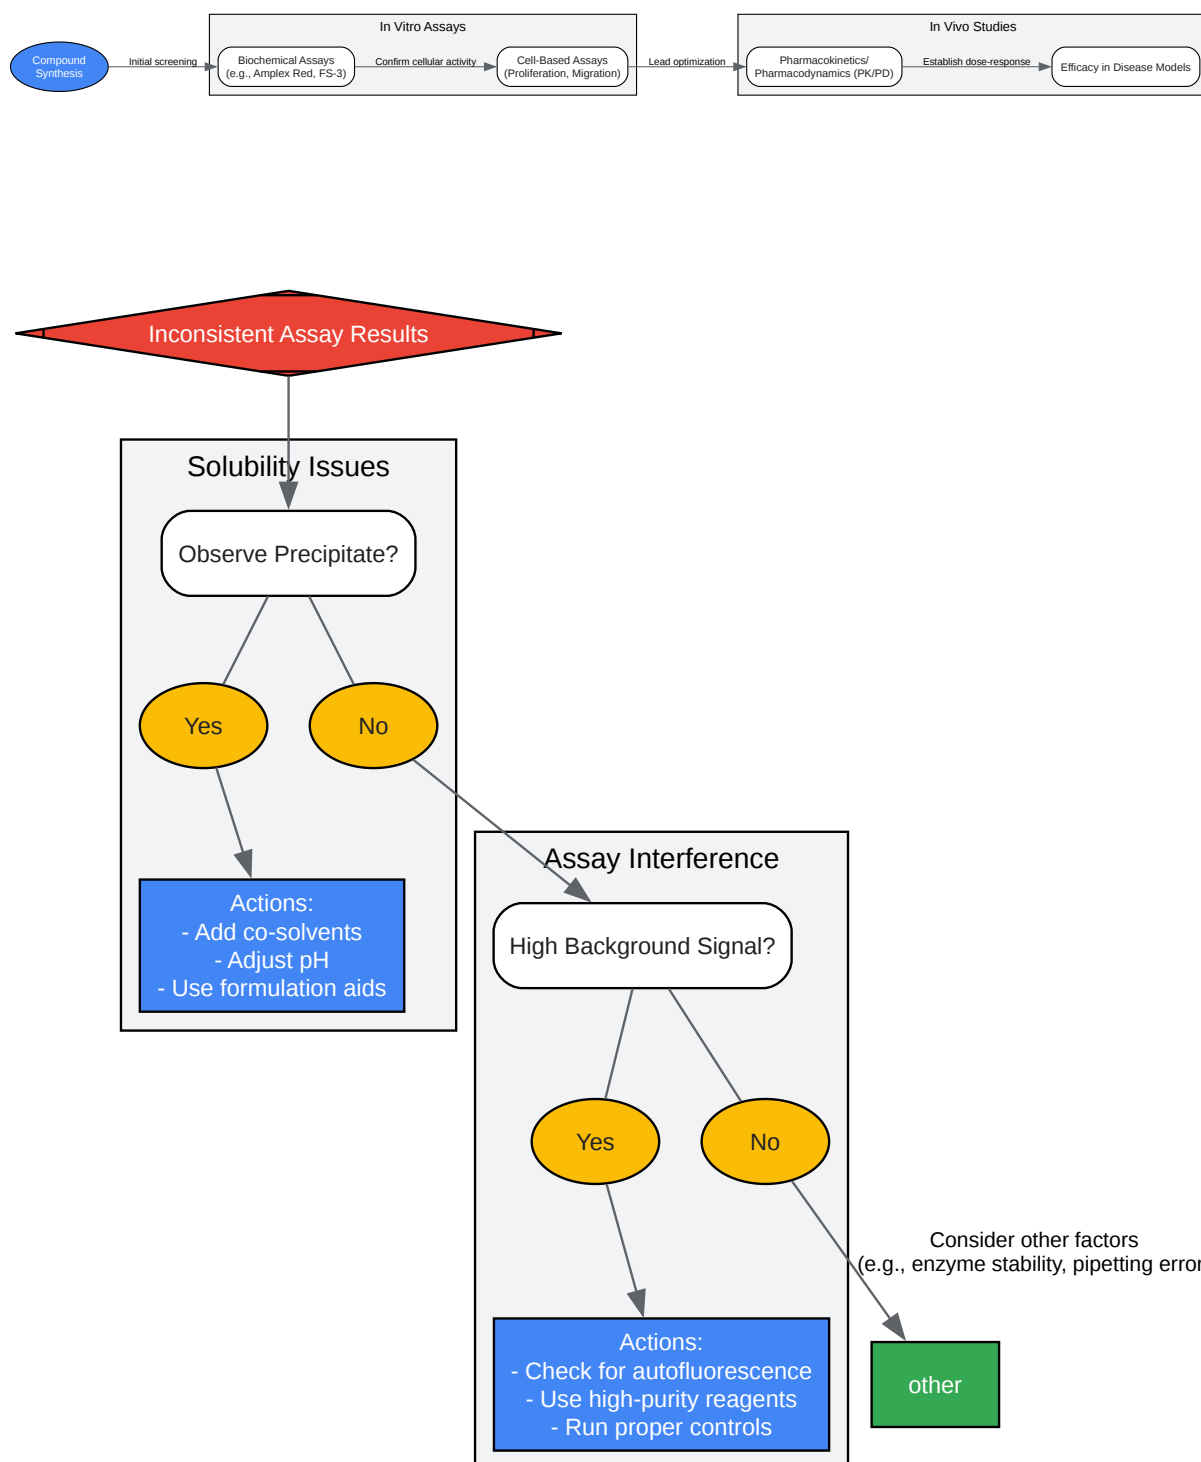 In Vitro Assays
In Vivo Studies
Compound
Synthesis
Initial screening
Biochemical Assays
(e.g., Amplex Red, FS-3)
Confirm cellular activity
Cell-Based Assays
(Proliferation, Migration)
Lead optimization
Pharmacokinetics/
Pharmacodynamics (PK/PD)
Establish dose-response
Efficacy in Disease Models
Inconsistent Assay Results
Solubility Issues
Observe Precipitate?
Yes
No
Actions:
- Add co-solvents
- Adjust pH
- Use formulation aids
Assay Interference
High Background Signal?
Yes
No
Consider other factors
(e.g., enzyme stability, pipetting error
Actions:
- Check for autofluorescence
- Use high-purity reagents
- Run proper controls
other